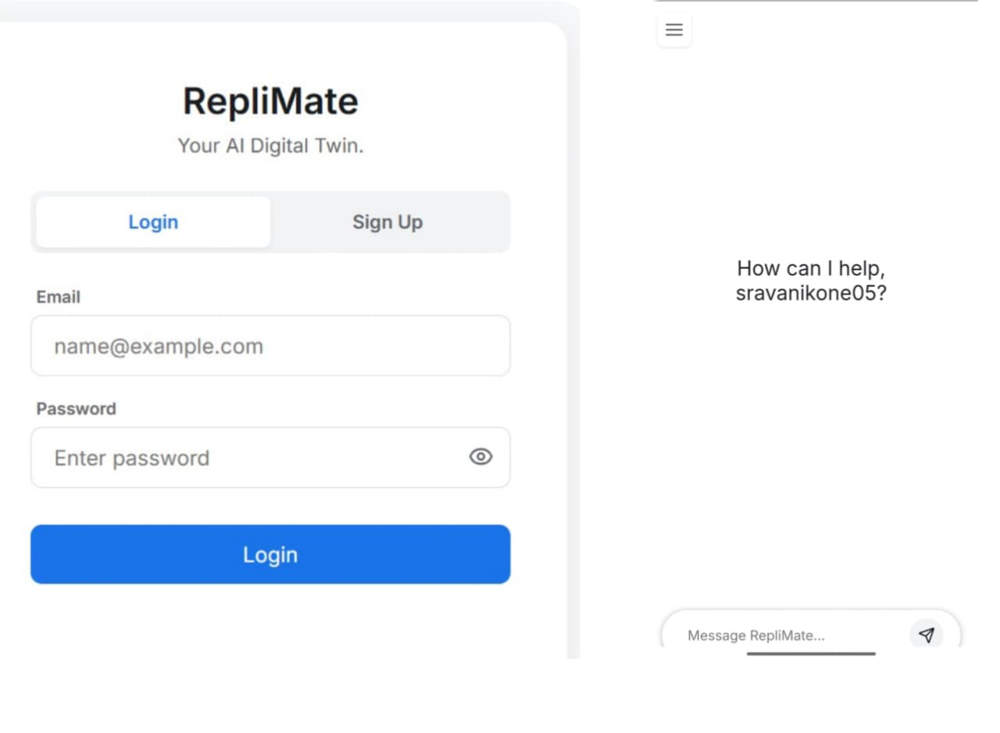 RepliMate
Your AI Digital Twin.
Login
Sign Up
Email
name@example.com
Password
Enter password
Login
How can I help,
sravanikone05?
Message RepliMate...